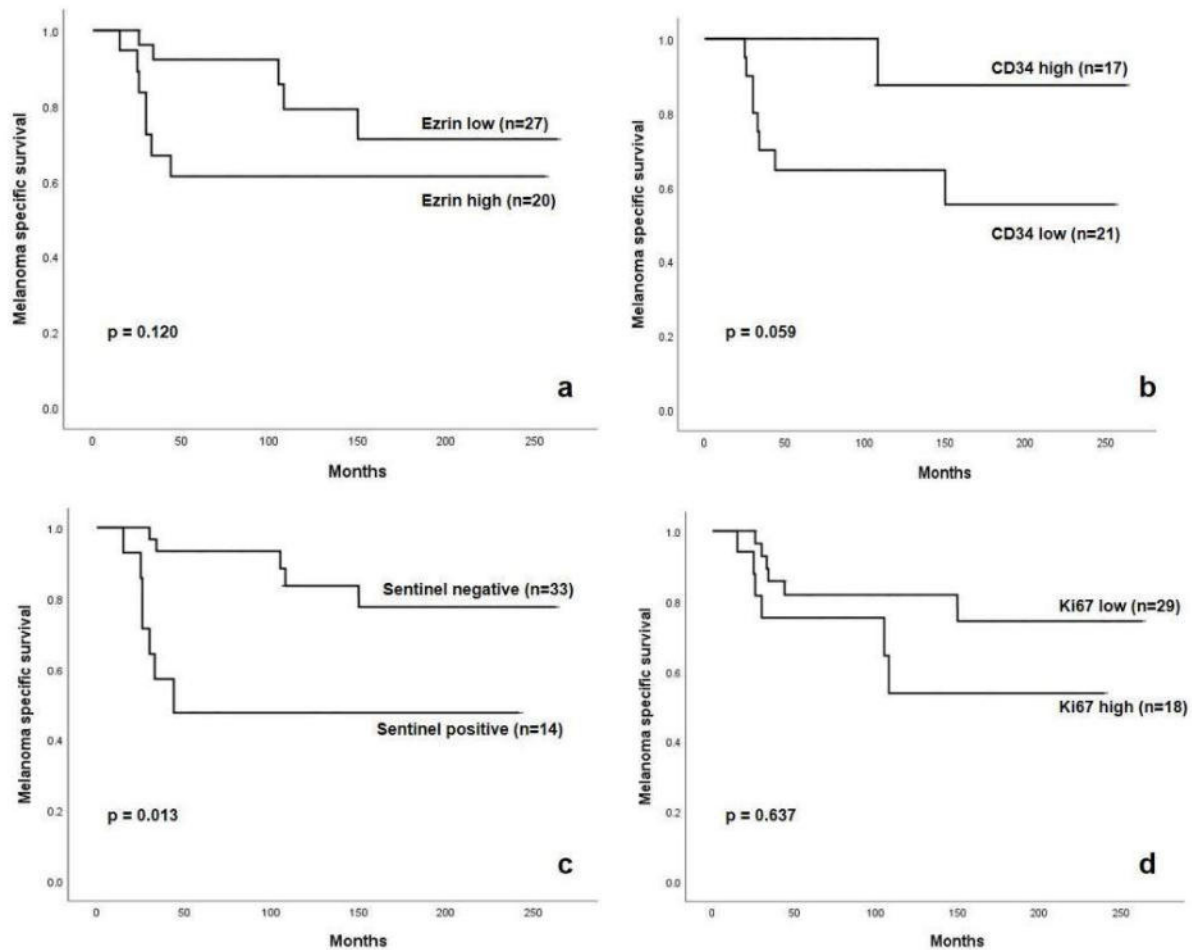 1.0
0.8
0.6
0.4
0.2
0.0
Melanoma specific survival
Ezrin low (n=27)
Ezrin high (n=20)
p = 0.120
a
0 50 100 150 200 250
Months
1.0
0.8
0.6
0.4
0.2
0.0
Melanoma specific survival
CD34 high (n=17)
CD34 low (n=21)
p = 0.059
b
0 50 100 150 200 250
Months
1.0
0.8
0.6
0.4
0.2
0.0
Melanoma specific survival
Sentinel negative (n=33)
Sentinel positive (n=14)
p = 0.013
c
0 50 100 150 200 250
Months
1.0
0.8
0.6
0.4
0.2
0.0
Melanoma specific survival
Ki67 low (n=29)
Ki67 high (n=18)
p = 0.637
d
0 50 100 150 200 250
Months